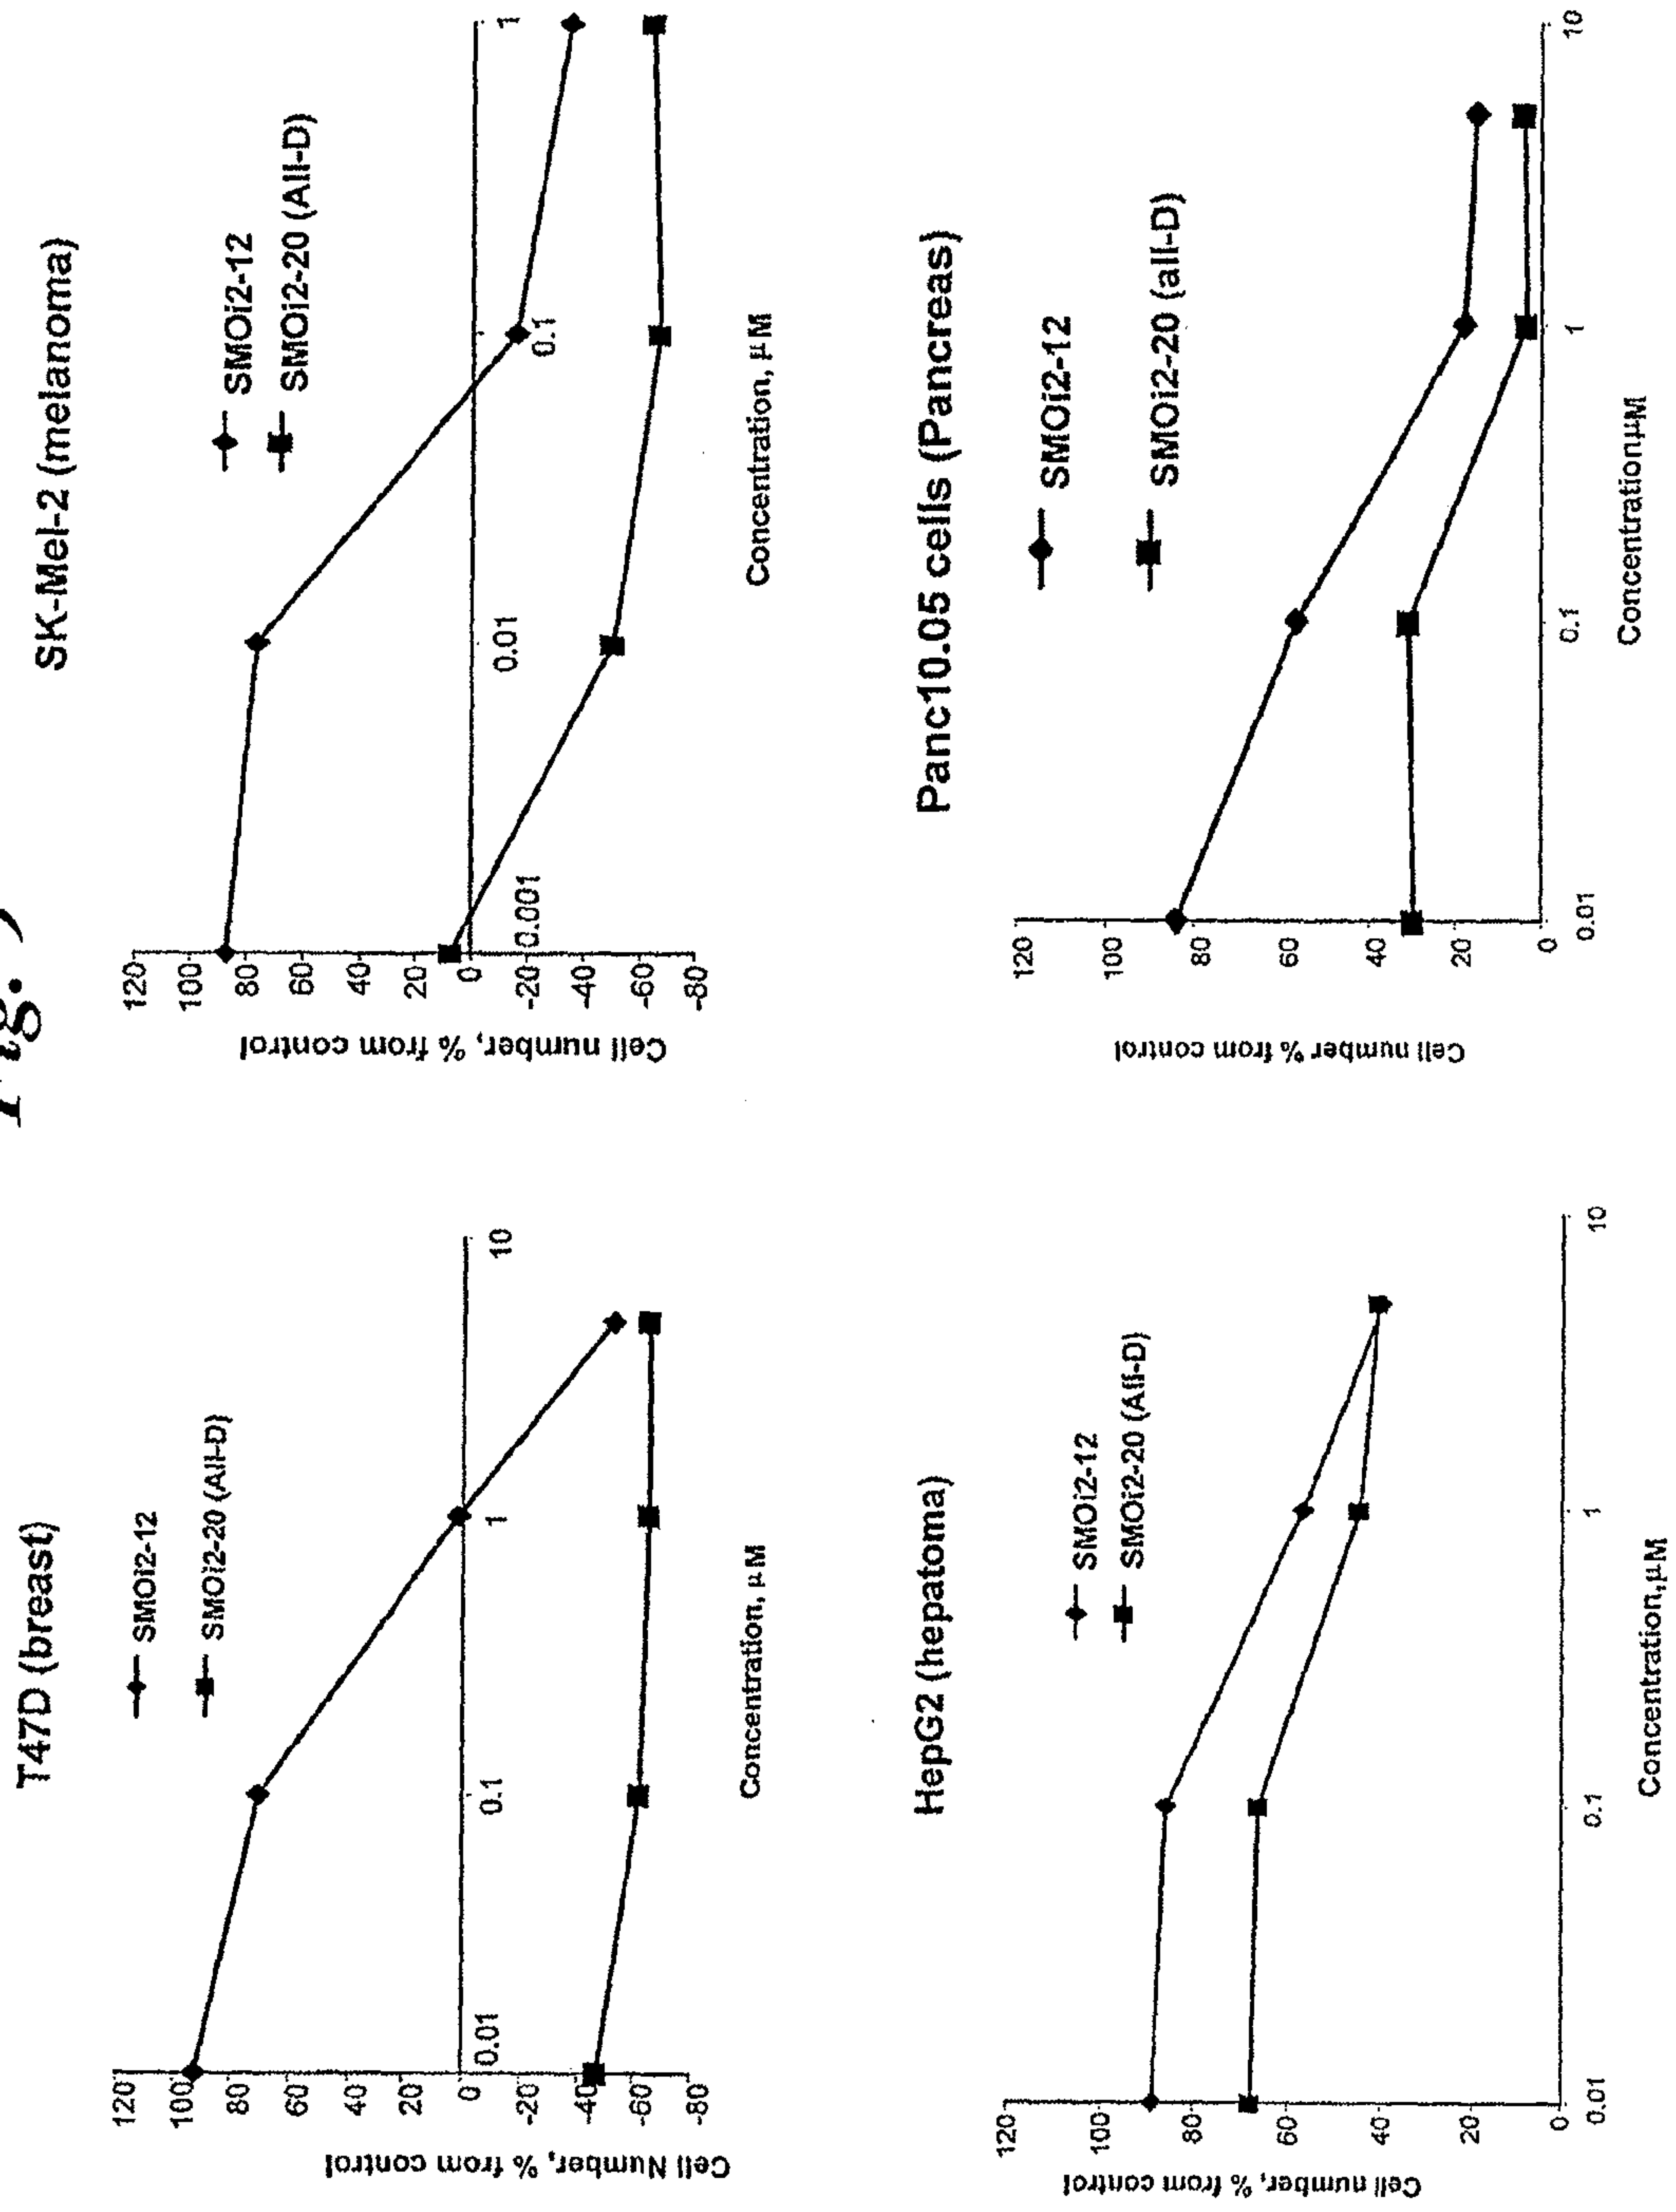 T47D (breast)
SMOi2-12
SMOi2-20 (All-D)
Cell Number, % from control
120
100
80
60
40
20
0
-20
-40
-60
-80
0.01
0.1
1
10
Concentration, μM
SK-Mel-2 (melanoma)
SMOi2-12
SMOi2-20 (All-D)
Cell number, % from control
120
100
80
60
40
20
0
-20
-40
-60
-80
0.001
0.01
0.1
1
Concentration, μM
HepG2 (hepatoma)
SMOi2-12
SMOi2-20 (All-D)
Cell number, % from control
120
100
80
60
40
20
0
0.01
0.1
1
10
Concentration,μM
Panc10.05 cells (Pancreas)
SMOi2-12
SMOi2-20 (all-D)
Cell number % from control
120
100
80
60
40
20
0
0.01
0.1
1
10
ConcentrationμM